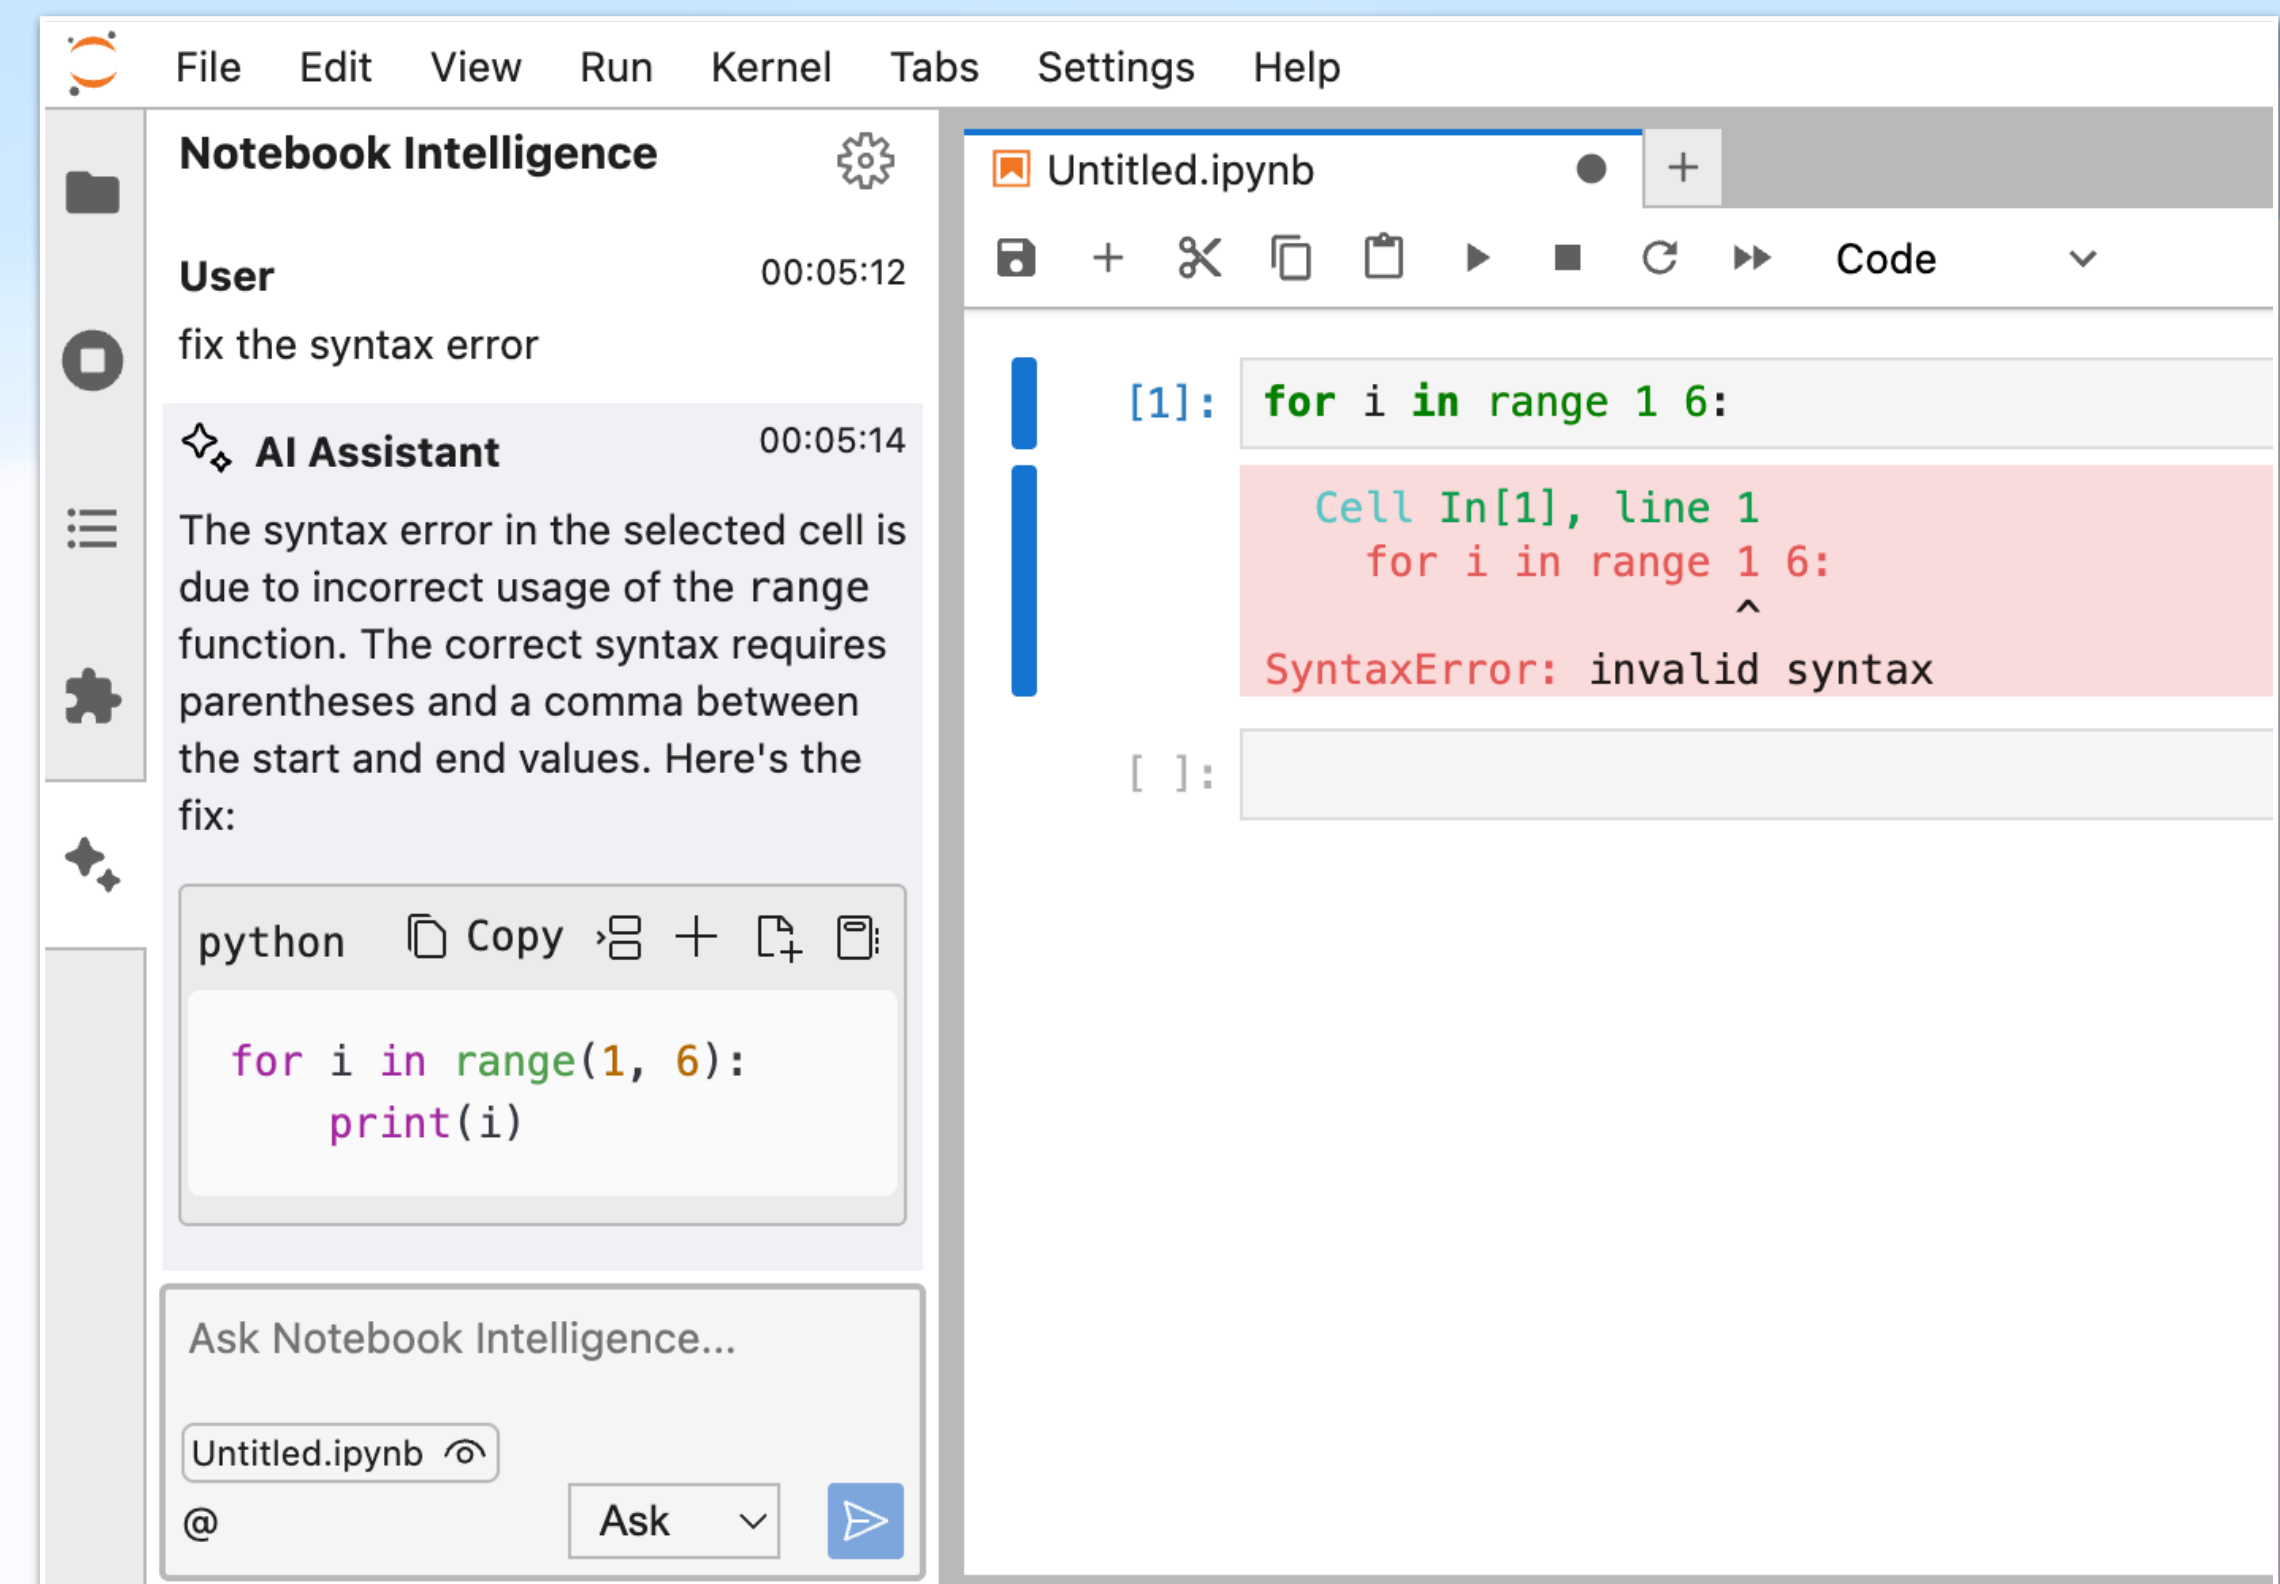 File Edit View Run Kernel Tabs Settings Help
Notebook Intelligence
User 00:05:12
fix the syntax error
AI Assistant 00:05:14
The syntax error in the selected cell is
due to incorrect usage of the range
function. The correct syntax requires
parentheses and a comma between
the start and end values. Here's the
fix:
python Copy
for i in range(1, 6):
    print(i)
Ask Notebook Intelligence...
Untitled.ipynb
@ Ask
Untitled.ipynb +
Code
[1]: for i in range 1 6:
Cell In[1], line 1
for i in range 1 6:
^
SyntaxError: invalid syntax
[ ]: